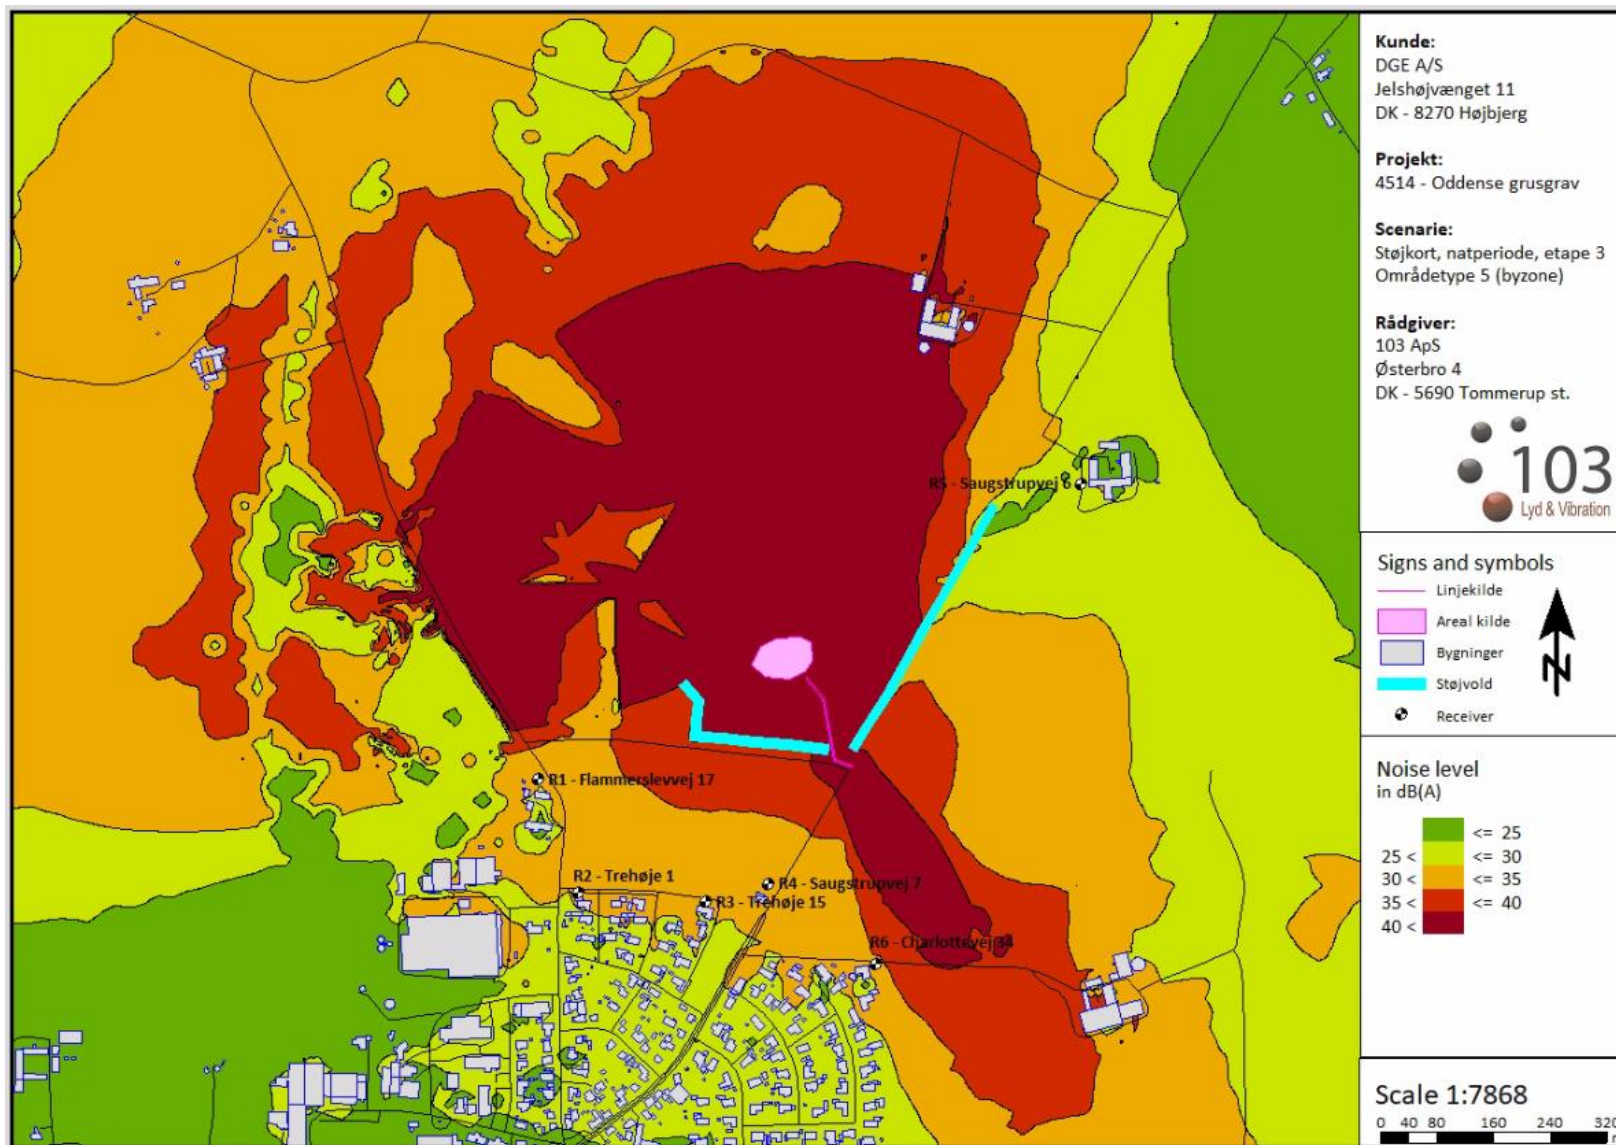 Kunde:
DGE A/S
Jelshøjvænget 11
DK - 8270 Højbjerg
Projekt:
4514 - Oddense grusgrav
Scenarie:
Støjkort, natperiode, etape 3
Områdetype 5 (byzone)
Rådgiver:
103 ApS
Østerbro 4
DK - 5690 Tommerup st.
103
Lyd & Vibration
Signs and symbols
Linjekilde
Areal kilde
Bygninger
Støjvold
Receiver
N
Noise level
in dB(A)
<= 25
25 < <= 30
30 < <= 35
35 < <= 40
40 <
Scale 1:7868
0 40 80 160 240 320
R5 - Saugstrupvej 6
R1 - Flammerslevvej 17
R2 - Trehøje 1
R4 - Saugstrupvej 7
R3 - Trehøje 15
R6 - Charlottevej 34